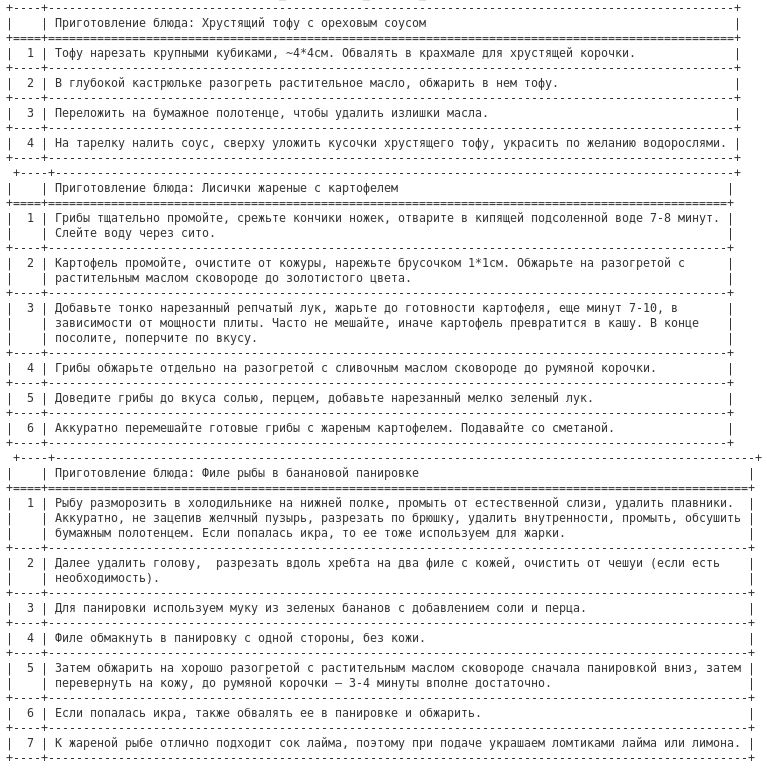 Приготовление блюда: Хрустящий тофу с ореховым соусом
1 | Тофу нарезать крупными кубиками, ~4*4см. Обвалять в крахмале для хрустящей корочки.
2 | В глубокой кастрюльке разогреть растительное масло, обжарить в нем тофу.
3 | Переложить на бумажное полотенце, чтобы удалить излишки масла.
4 | На тарелку налить соус, сверху уложить кусочки хрустящего тофу, украсить по желанию водорослями.
Приготовление блюда: Лисички жареные с картофелем
1 | Грибы тщательно промойте, срежьте кончики ножек, отварите в кипящей подсоленной воде 7-8 минут.
Слейте воду через сито.
2 | Картофель промойте, очистите от кожуры, нарежьте брусочком 1*1см. Обжарьте на разогретой с
растительным маслом сковороде до золотистого цвета.
3 | Добавьте тонко нарезанный репчатый лук, жарьте до готовности картофеля, еще минут 7-10, в
зависимости от мощности плиты. Часто не мешайте, иначе картофель превратится в кашу. В конце
посолите, поперчите по вкусу.
4 | Грибы обжарьте отдельно на разогретой с сливочным маслом сковороде до румяной корочки.
5 | Доведите грибы до вкуса солью, перцем, добавьте нарезанный мелко зеленый лук.
6 | Аккуратно перемешайте готовые грибы с жареным картофелем. Подавайте со сметаной.
Приготовление блюда: Филе рыбы в банановой панировке
1 | Рыбу разморозить в холодильнике на нижней полке, промыть от естественной слизи, удалить плавники.
Аккуратно, не зацепив желчный пузырь, разрезать по брюшку, удалить внутренности, промыть, обсушить
бумажным полотенцем. Если попалась икра, то ее тоже используем для жарки.
2 | Далее удалить голову,  разрезать вдоль хребта на два филе с кожей, очистить от чешуи (если есть
необходимость).
3 | Для панировки используем муку из зеленых бананов с добавлением соли и перца.
4 | Филе обмакнуть в панировку с одной стороны, без кожи.
5 | Затем обжарить на хорошо разогретой с растительным маслом сковороде сначала панировкой вниз, затем
перевернуть на кожу, до румяной корочки – 3-4 минуты вполне достаточно.
6 | Если попалась икра, также обвалять ее в панировке и обжарить.
7 | К жареной рыбе отлично подходит сок лайма, поэтому при подаче украшаем ломтиками лайма или лимона.